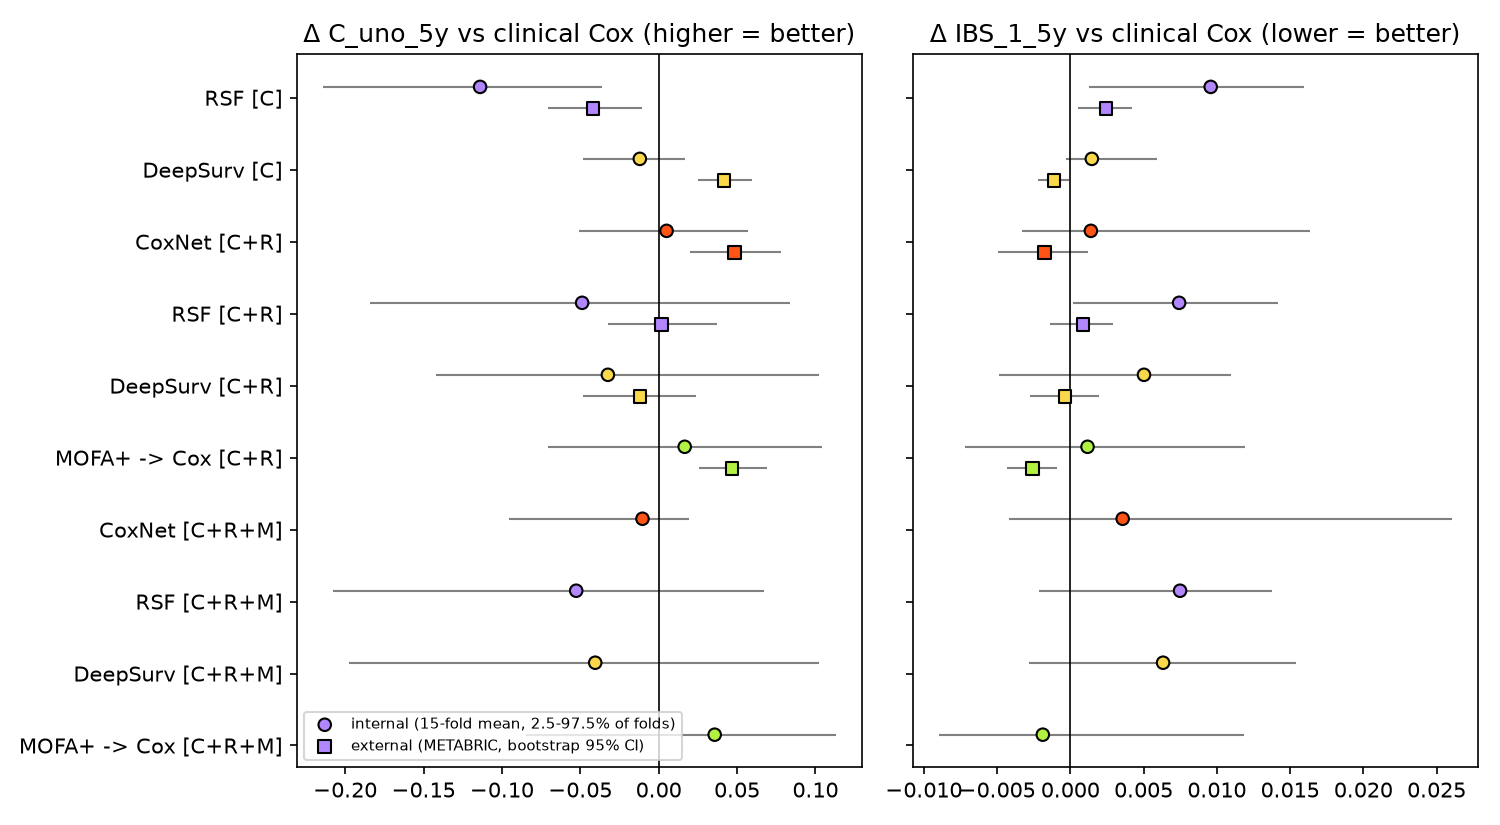 Δ C_uno_5y vs clinical Cox (higher = better)
Δ IBS_1_5y vs clinical Cox (lower = better)
RSF [C]
DeepSurv [C]
CoxNet [C+R]
RSF [C+R]
DeepSurv [C+R]
MOFA+ -> Cox [C+R]
CoxNet [C+R+M]
RSF [C+R+M]
DeepSurv [C+R+M]
MOFA+ -> Cox [C+R+M]
internal (15-fold mean, 2.5-97.5% of folds)
external (METABRIC, bootstrap 95% CI)
−0.20 −0.15 −0.10 −0.05 0.00 0.05 0.10
−0.010 −0.005 0.000 0.005 0.010 0.015 0.020 0.025